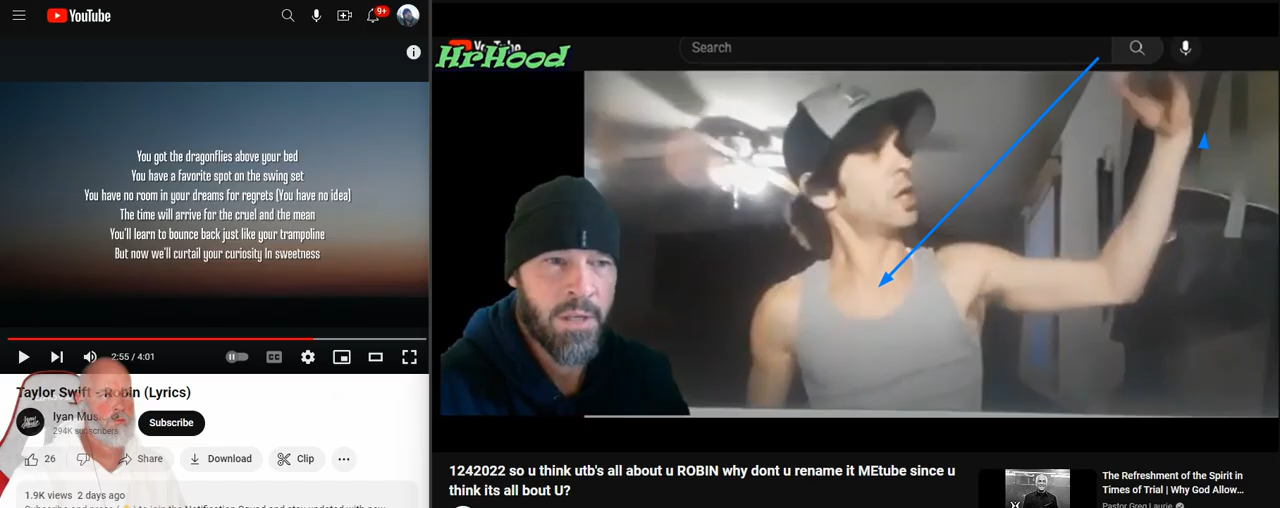 YouTube
9+
You got the dragonflies above your bed
You have a favorite spot on the swing set
You have no room in your dreams for regrets (You have no idea)
The time will arrive for the cruel and the mean
You'll learn to bounce back just like your trampoline
But now we'll curtail your curiosity In sweetness
2:55 / 4:01
CC
Taylor Swift - Robin (Lyrics)
Iyan Mus
294K subscribers
Subscribe
26
Share
Download
Clip
1.9K views 2 days ago
HrHood
Search
1242022 so u think utb's all about u ROBIN why dont u rename it MEtube since u
think its all bout U?
The Refreshment of the Spirit in
Times of Trial | Why God Allow...
Pastor Greg Laurie